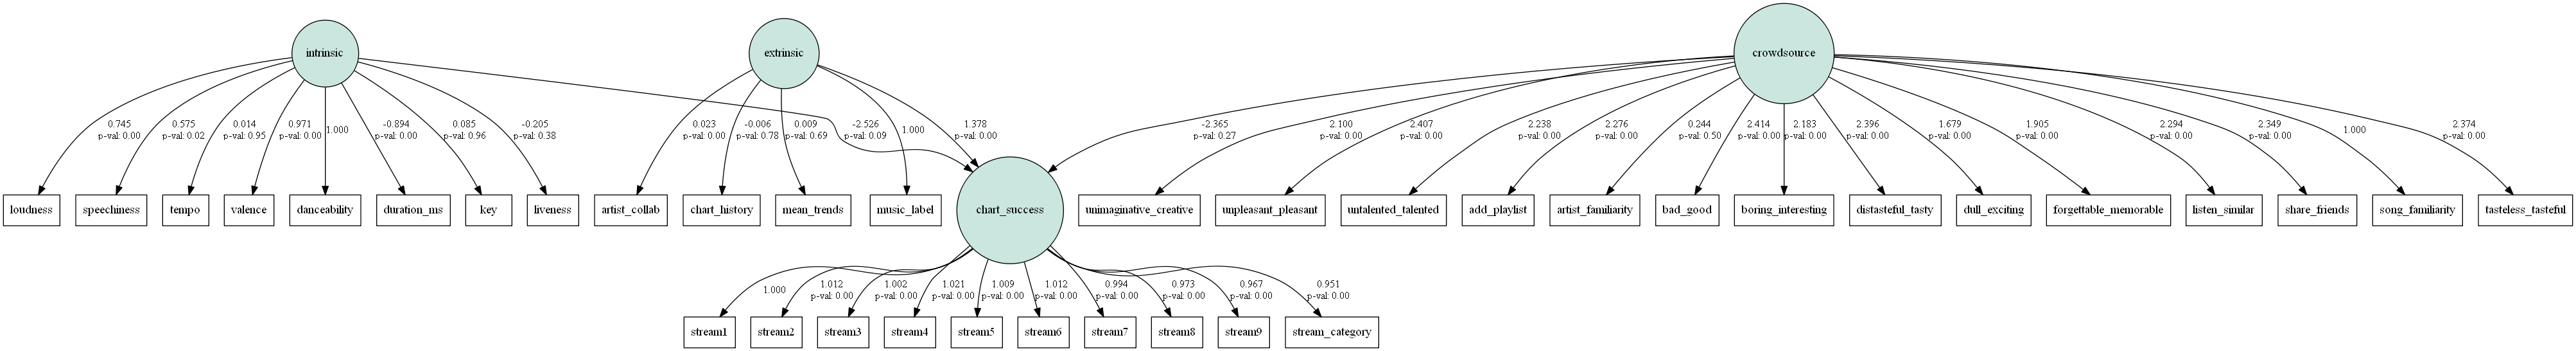 intrinsic
extrinsic
crowdsource
0.745
p-val: 0.00
0.575
p-val: 0.02
0.014
p-val: 0.95
0.971
p-val: 0.00
1.000
-0.894
p-val: 0.00
0.085
p-val: 0.96
-0.205
p-val: 0.38
0.023
p-val: 0.00
-0.006
p-val: 0.78
0.009
p-val: 0.69
-2.526
p-val: 0.09
1.000
1.378
p-val: 0.00
-2.365
p-val: 0.27
2.100
p-val: 0.00
2.407
p-val: 0.00
2.238
p-val: 0.00
2.276
p-val: 0.00
0.244
p-val: 0.50
2.414
p-val: 0.00
2.183
p-val: 0.00
2.396
p-val: 0.00
1.679
p-val: 0.00
1.905
p-val: 0.00
2.294
p-val: 0.00
2.349
p-val: 0.00
1.000
2.374
p-val: 0.00
loudness
speechiness
tempo
valence
danceability
duration_ms
key
liveness
artist_collab
chart_history
mean_trends
music_label
chart_success
unimaginative_creative
unpleasant_pleasant
untalented_talented
add_playlist
artist_familiarity
bad_good
boring_interesting
distasteful_tasty
dull_exciting
forgettable_memorable
listen_similar
share_friends
song_familiarity
tasteless_tasteful
1.000
1.012
p-val: 0.00
1.002
p-val: 0.00
1.021
p-val: 0.00
1.009
p-val: 0.00
1.012
p-val: 0.00
0.994
p-val: 0.00
0.973
p-val: 0.00
0.967
p-val: 0.00
0.951
p-val: 0.00
stream1
stream2
stream3
stream4
stream5
stream6
stream7
stream8
stream9
stream_category